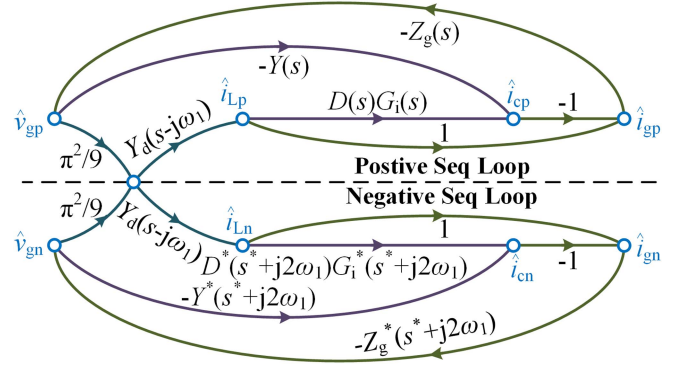 -Z_g(s)
-Y(s)
î_Lp
D(s)G_i(s)
î_cp
-1
î_gp
v̂_gp
Y_d(s-jω_1)
1
π²/9
Postive Seq Loop
Negative Seq Loop
π²/9
Y_d(s-jω_1)
î_Ln
1
v̂_gn
D*(s*+j2ω_1)G_i*(s*+j2ω_1)
î_cn
-1
î_gn
-Y*(s*+j2ω_1)
-Z_g*(s*+j2ω_1)